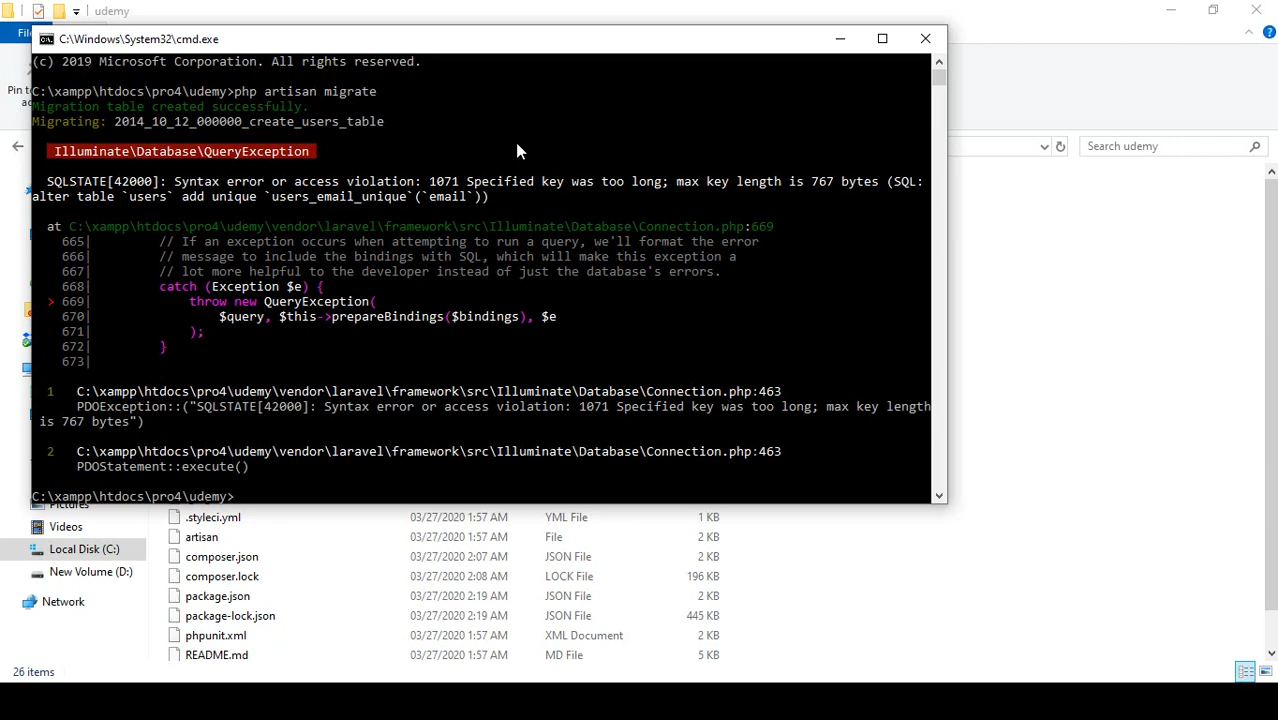 udemy
File
C:\Windows\System32\cmd.exe
(c) 2019 Microsoft Corporation. All rights reserved.
C:\xampp\htdocs\pro4\udemy>php artisan migrate
Migration table created successfully.
Migrating: 2014_10_12_000000_create_users_table
Illuminate\Database\QueryException
SQLSTATE[42000]: Syntax error or access violation: 1071 Specified key was too long; max key length is 767 bytes (SQL:
alter table `users` add unique `users_email_unique`(`email`))
at C:\xampp\htdocs\pro4\udemy\vendor\laravel\framework\src\Illuminate\Database\Connection.php:669
665| // If an exception occurs when attempting to run a query, we'll format the error
666| // message to include the bindings with SQL, which will make this exception a
667| // lot more helpful to the developer instead of just the database's errors.
668| catch (Exception $e) {
> 669| throw new QueryException(
670| $query, $this->prepareBindings($bindings), $e
671| );
672| }
673|
1 C:\xampp\htdocs\pro4\udemy\vendor\laravel\framework\src\Illuminate\Database\Connection.php:463
PDOException::("SQLSTATE[42000]: Syntax error or access violation: 1071 Specified key was too long; max key length
is 767 bytes")
2 C:\xampp\htdocs\pro4\udemy\vendor\laravel\framework\src\Illuminate\Database\Connection.php:463
PDOStatement::execute()
C:\xampp\htdocs\pro4\udemy>
Pin to
Search udemy
Pictures
Videos
Local Disk (C:)
New Volume (D:)
Network
.styleci.yml 03/27/2020 1:57 AM YML File 1 KB
artisan 03/27/2020 1:57 AM File 2 KB
composer.json 03/27/2020 2:07 AM JSON File 2 KB
composer.lock 03/27/2020 2:08 AM LOCK File 196 KB
package.json 03/27/2020 2:19 AM JSON File 2 KB
package-lock.json 03/27/2020 2:19 AM JSON File 445 KB
phpunit.xml 03/27/2020 1:57 AM XML Document 2 KB
README.md 03/27/2020 1:57 AM MD File 5 KB
26 items